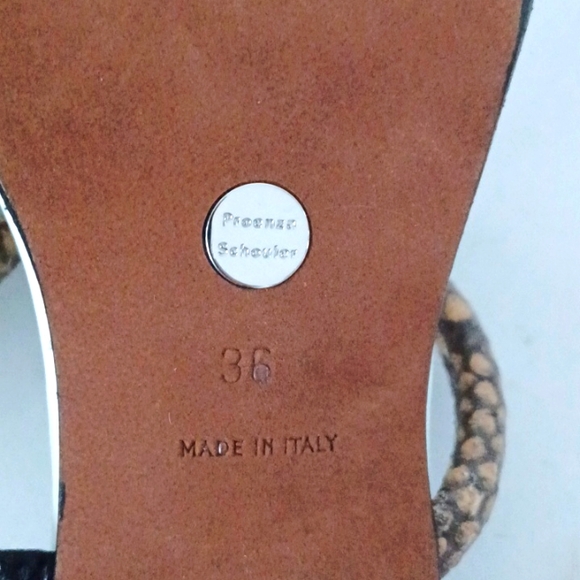 Proenza
Schouler
36
MADE IN ITALY